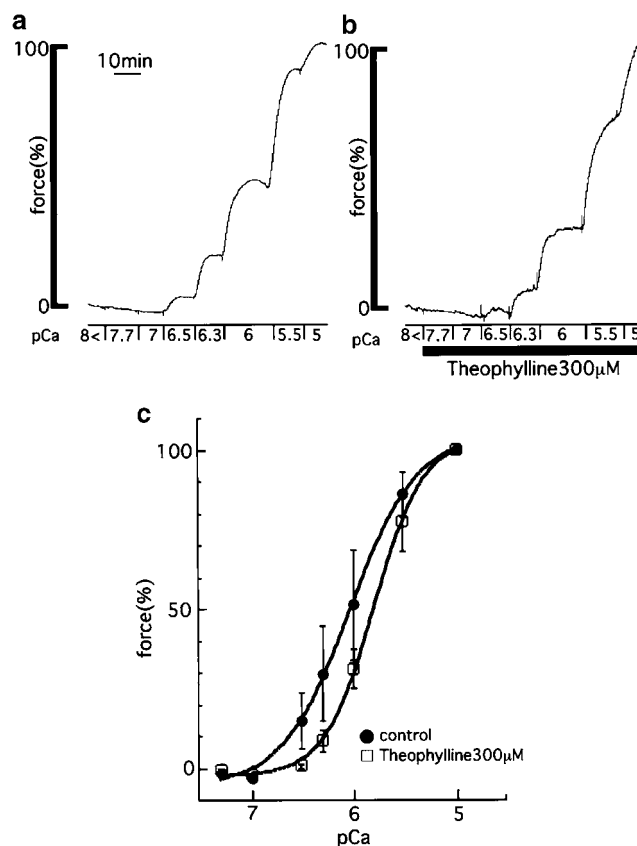 a
100
10min
force(%)
0
pCa 8< 7.7 7 6.5 6.3 6 5.5 5
b
100
force(%)
0
pCa 8< 7.7 7 6.5 6.3 6 5.5 5
Theophylline300μM
c
100
force(%)
50
0
control
Theophylline300μM
7 6 5
pCa